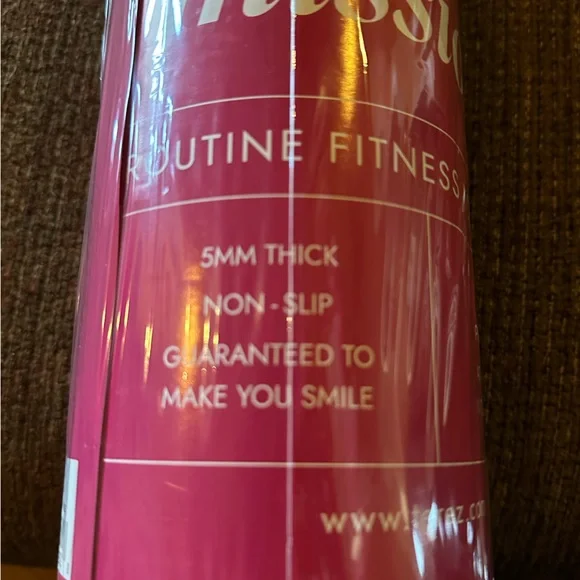 ROUTINE FITNESS
5MM THICK
NON-SLIP
GUARANTEED TO
MAKE YOU SMILE